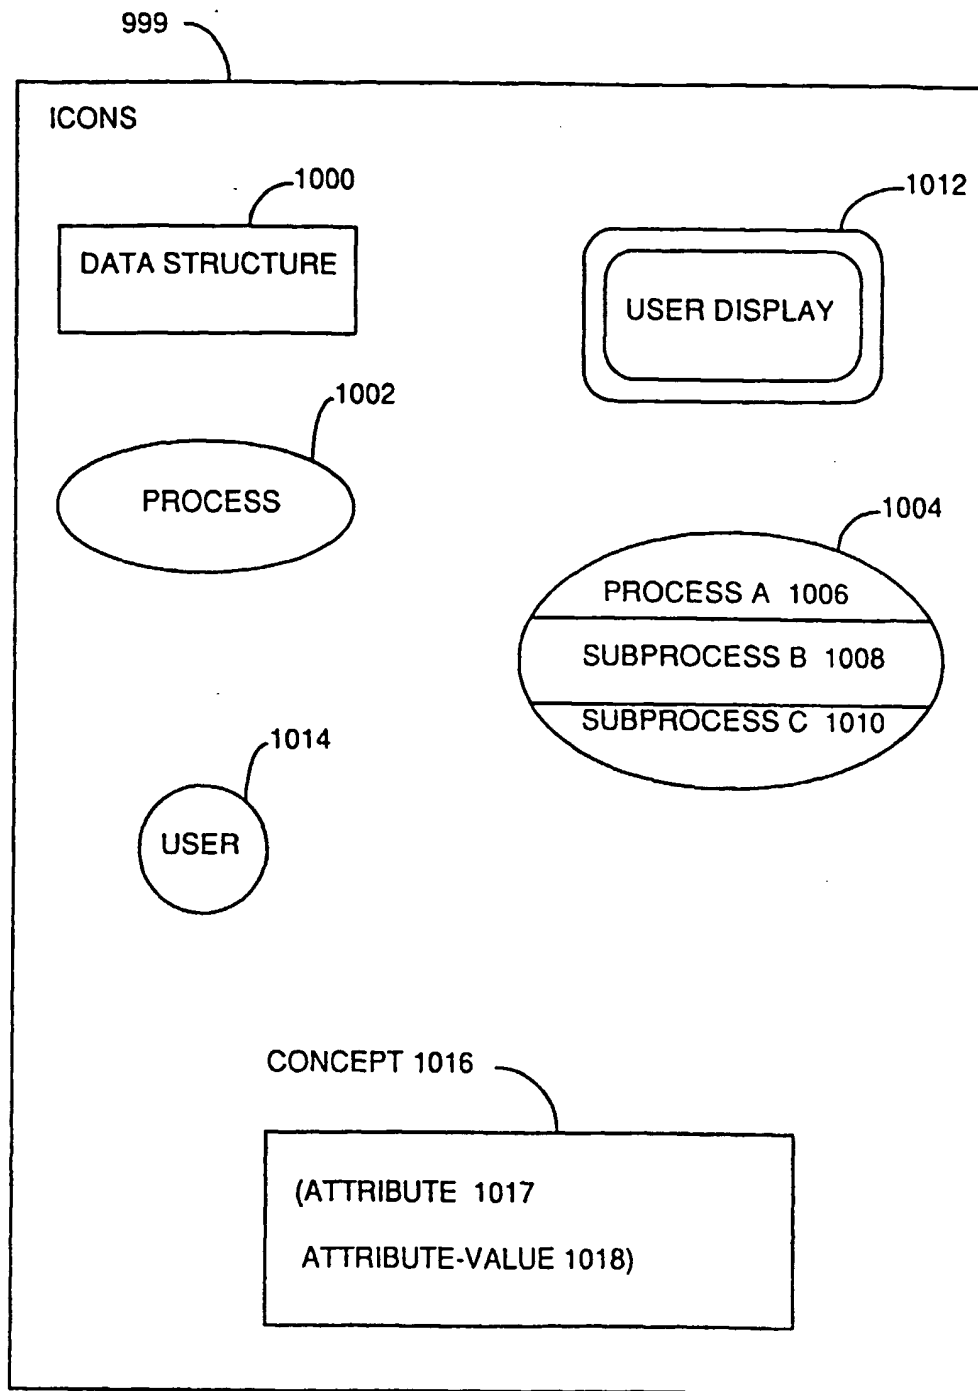 999
ICONS
1000
DATA STRUCTURE
1012
USER DISPLAY
1002
PROCESS
1004
PROCESS A 1006
SUBPROCESS B 1008
SUBPROCESS C 1010
1014
USER
CONCEPT 1016
(ATTRIBUTE 1017
ATTRIBUTE-VALUE 1018)